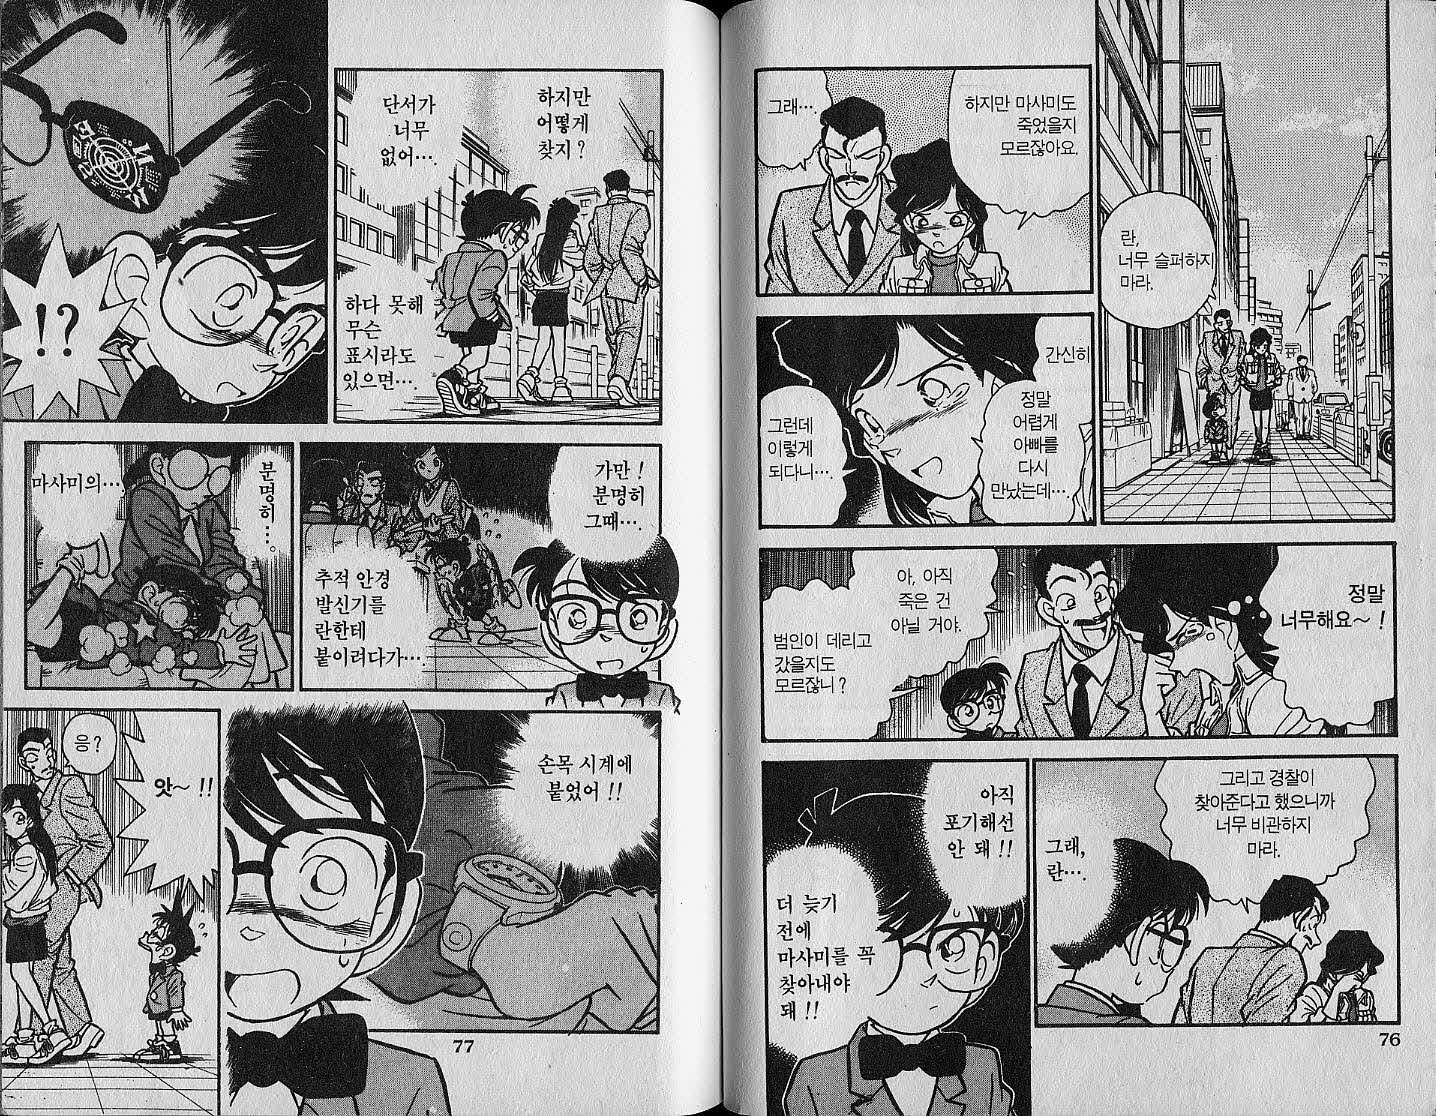 란,
너무 슬퍼하지
마라.
하지만 마사미도
죽었을지
모르잖아요.
그래….
간신히
정말
어렵게
아빠를
다시
만났는데….
그런데
이렇게
되다니….
정말
너무해요~!
아, 아직
죽은 건
아닐 거야.
범인이 데리고
갔을지도
모르잖니?
그리고 경찰이
찾아준다고 했으니까
너무 비관하지
마라.
그래,
란….
아직
포기해선
안 돼!!
더 늦기
전에
마사미를 꼭
찾아내야
돼!!
76
하지만
어떻게
찾지?
단서가
너무
없어….
하다 못해
무슨
표시라도
있으면….
!?
가만!
분명히
그때….
추적 안경
발신기를
란한테
붙이려다가….
분명히….
마사미의…
손목 시계에
붙었어!!
앗~!!
응?
77